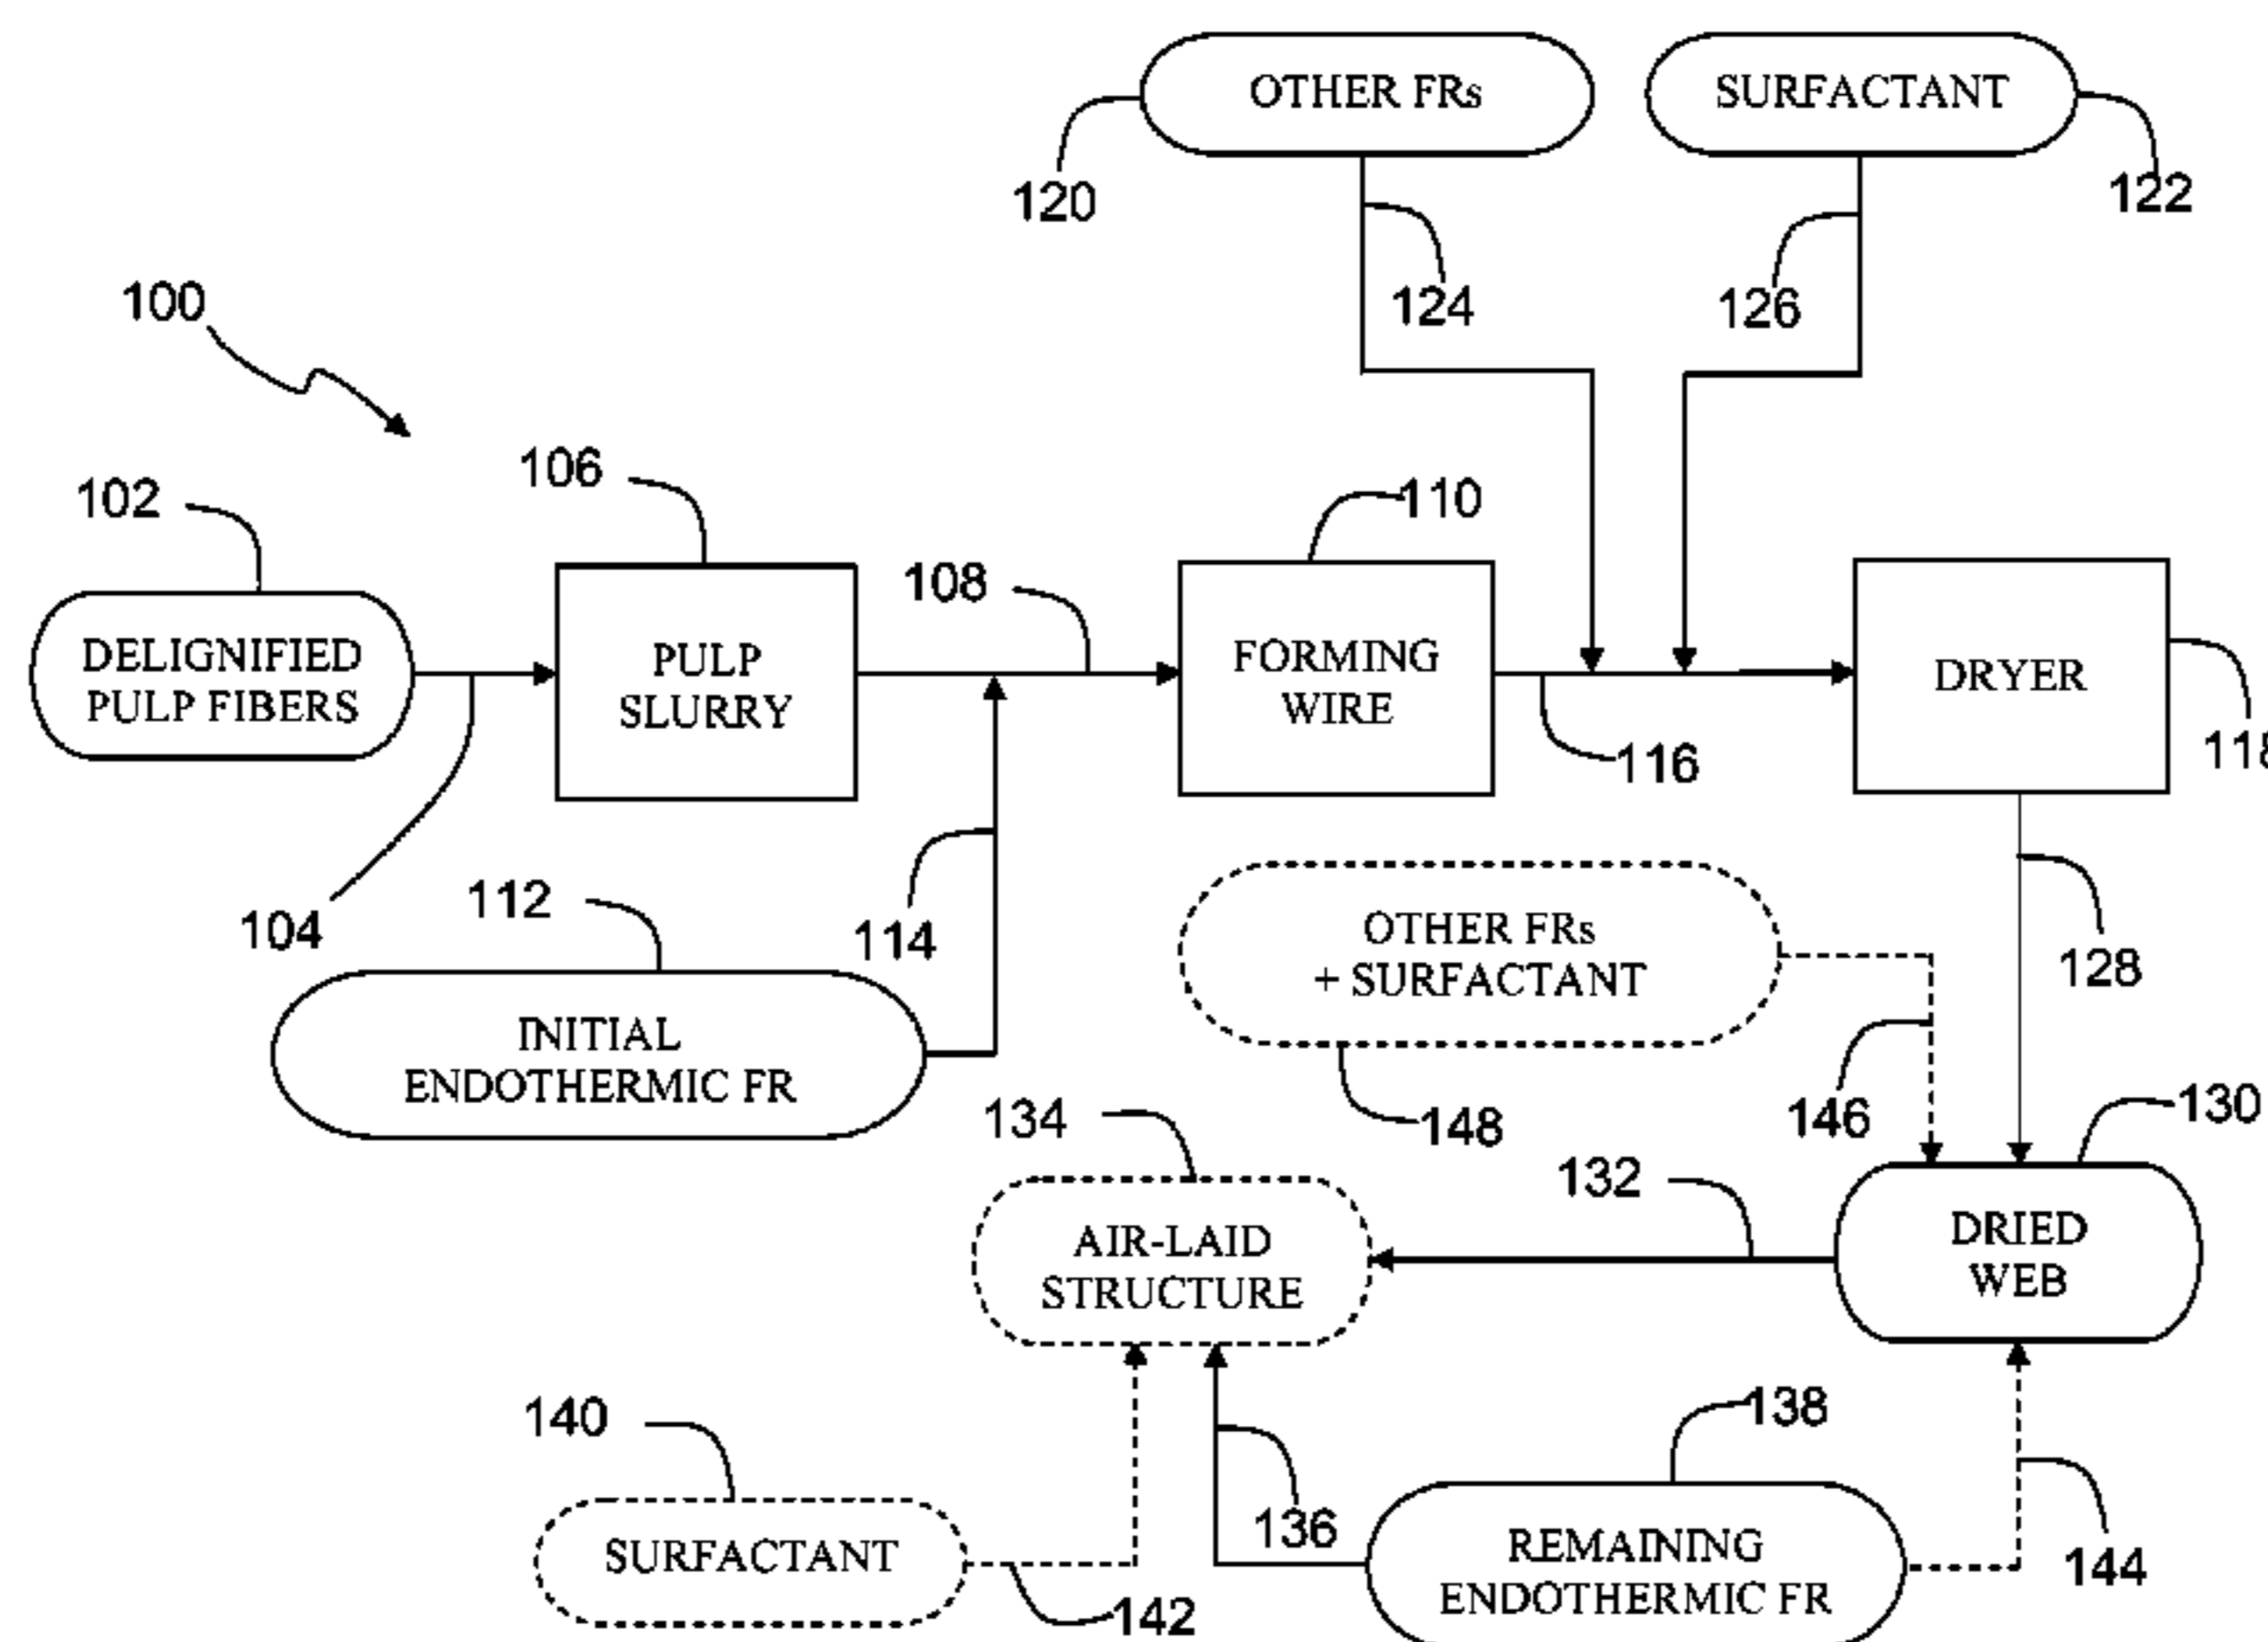 OTHER FRs
SURFACTANT
120
122
124
126
100
106
110
102
108
DELIGNIFIED
PULP FIBERS
PULP
SLURRY
FORMING
WIRE
DRYER
116
118
104
112
114
OTHER FRs
+ SURFACTANT
128
INITIAL
ENDOTHERMIC FR
134
148
146
130
132
AIR-LAID
STRUCTURE
DRIED
WEB
140
138
136
SURFACTANT
REMAINING
ENDOTHERMIC FR
144
142